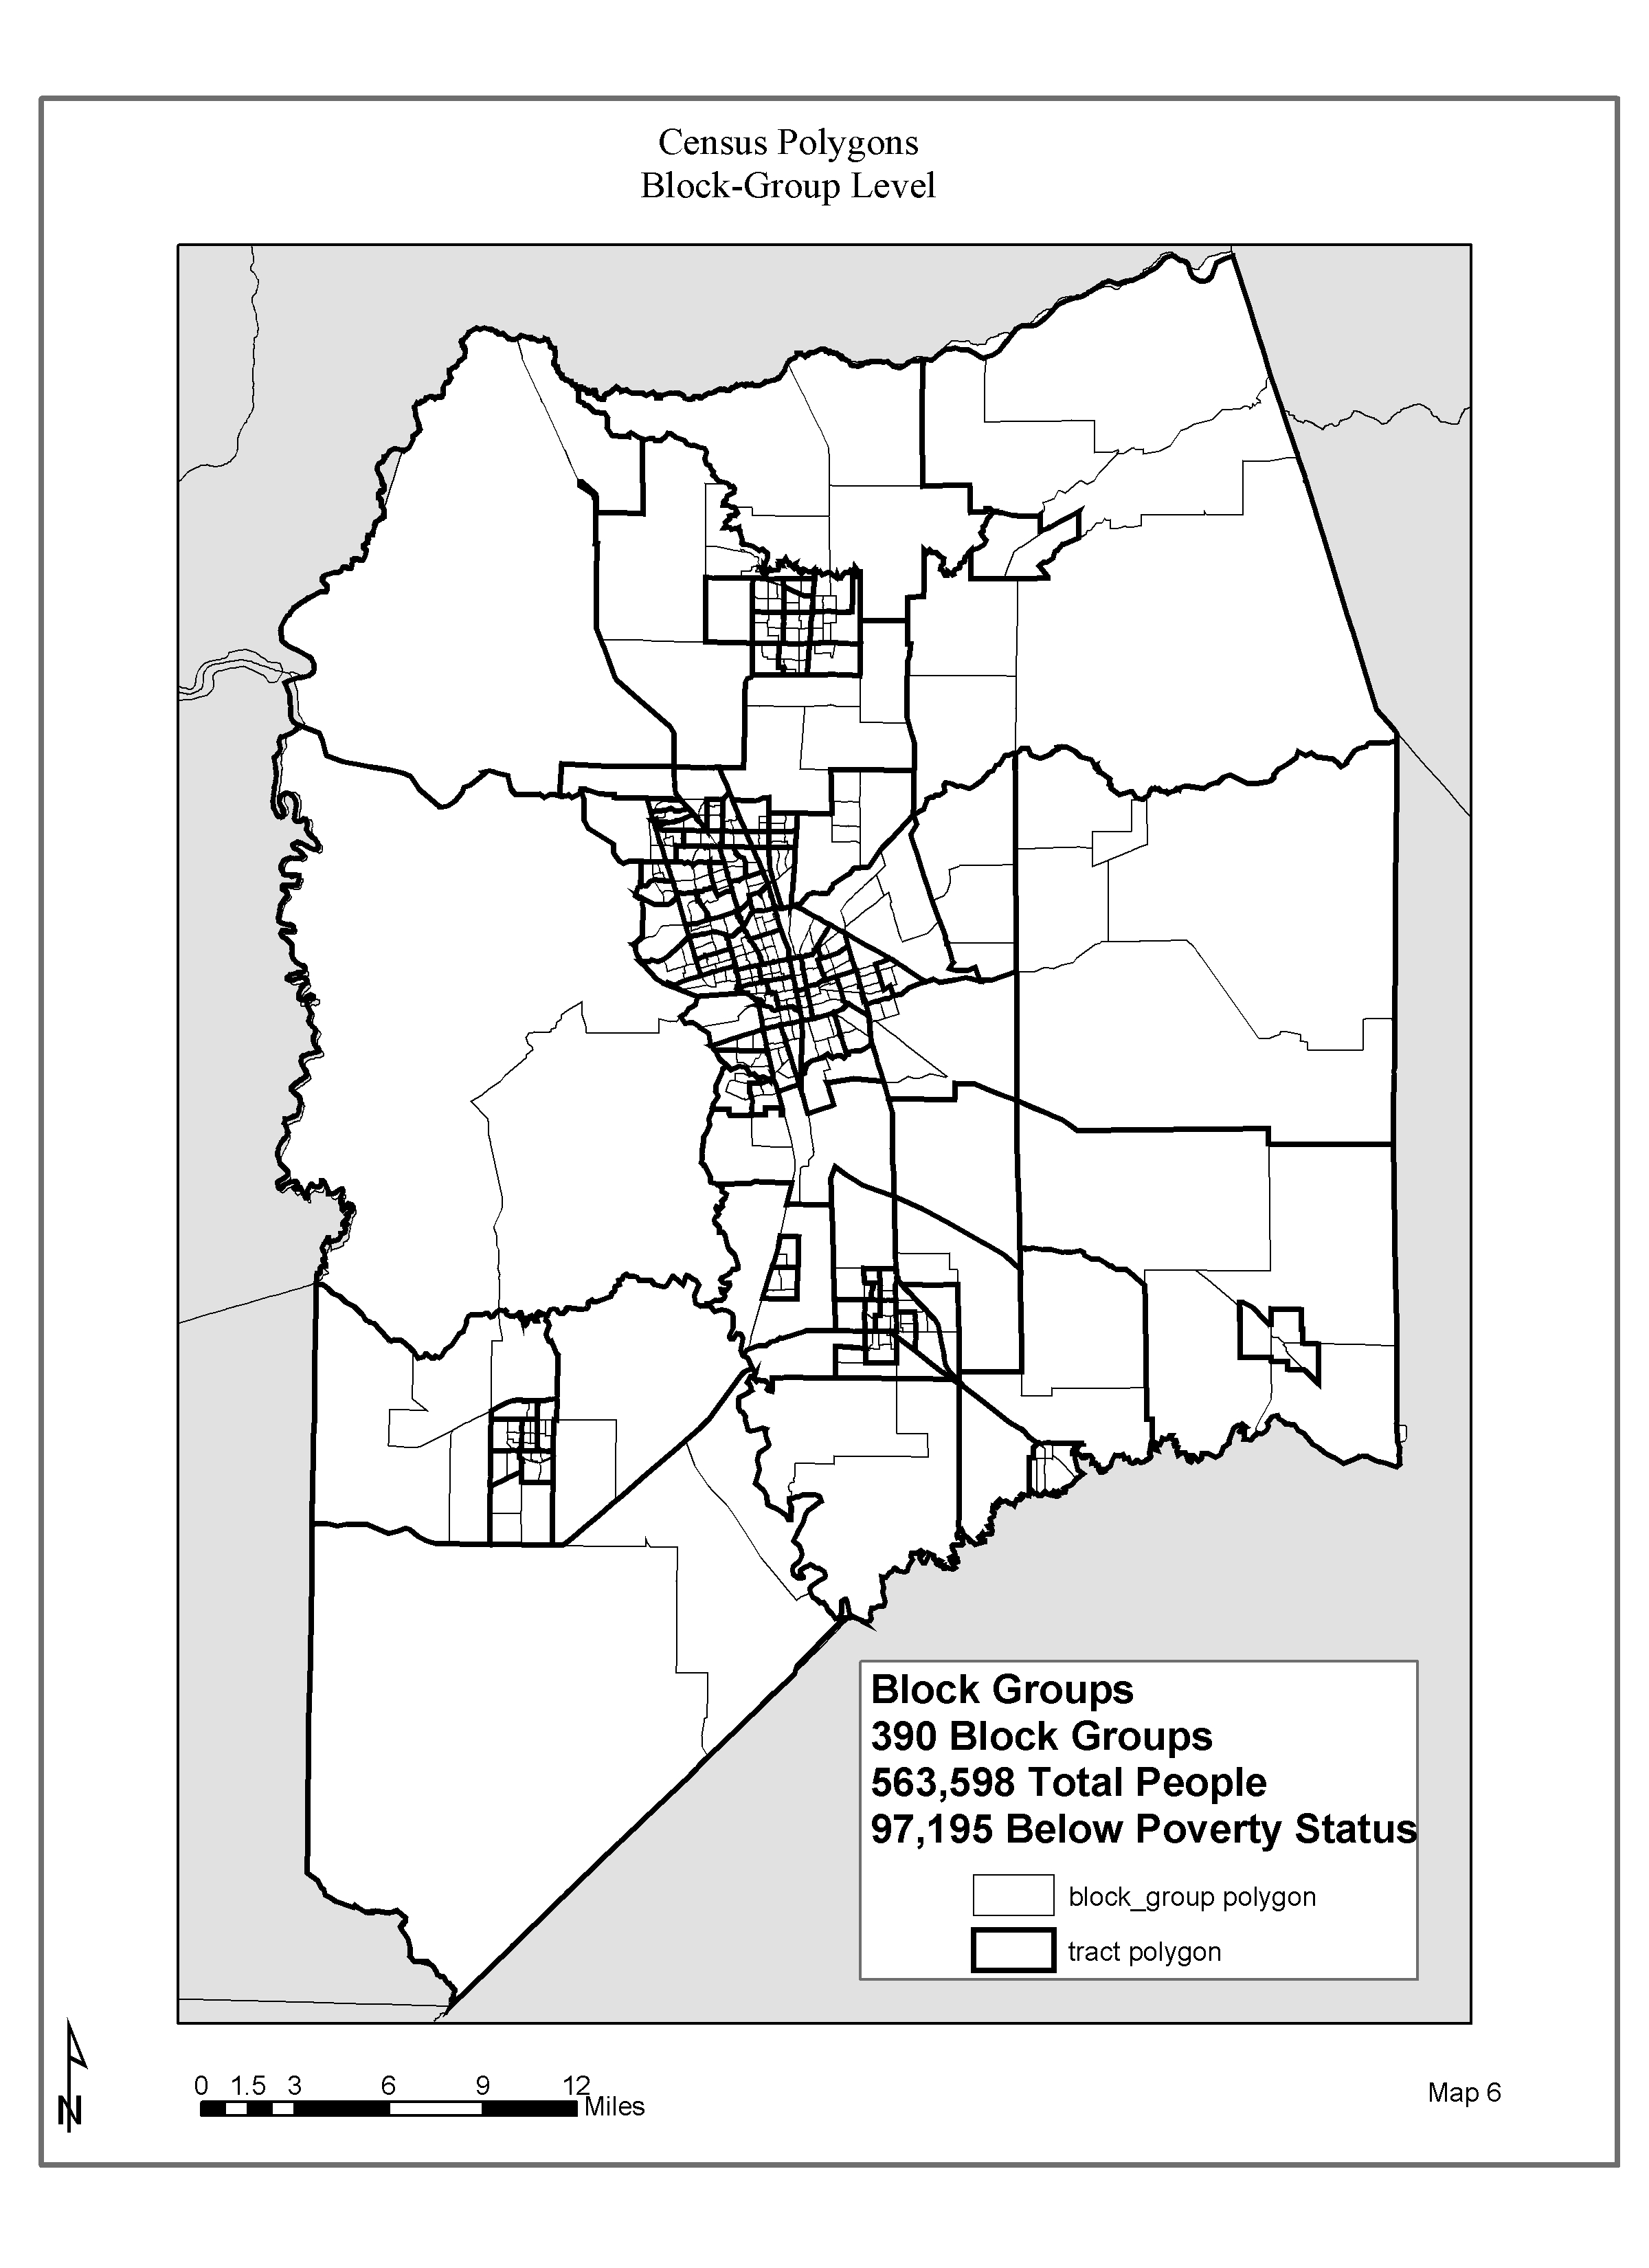 Census Polygons
Block-Group Level
Block Groups
390 Block Groups
563,598 Total People
97,195 Below Poverty Status
block_group polygon
tract polygon
N
0 1.5 3 6 9 12
Miles
Map 6